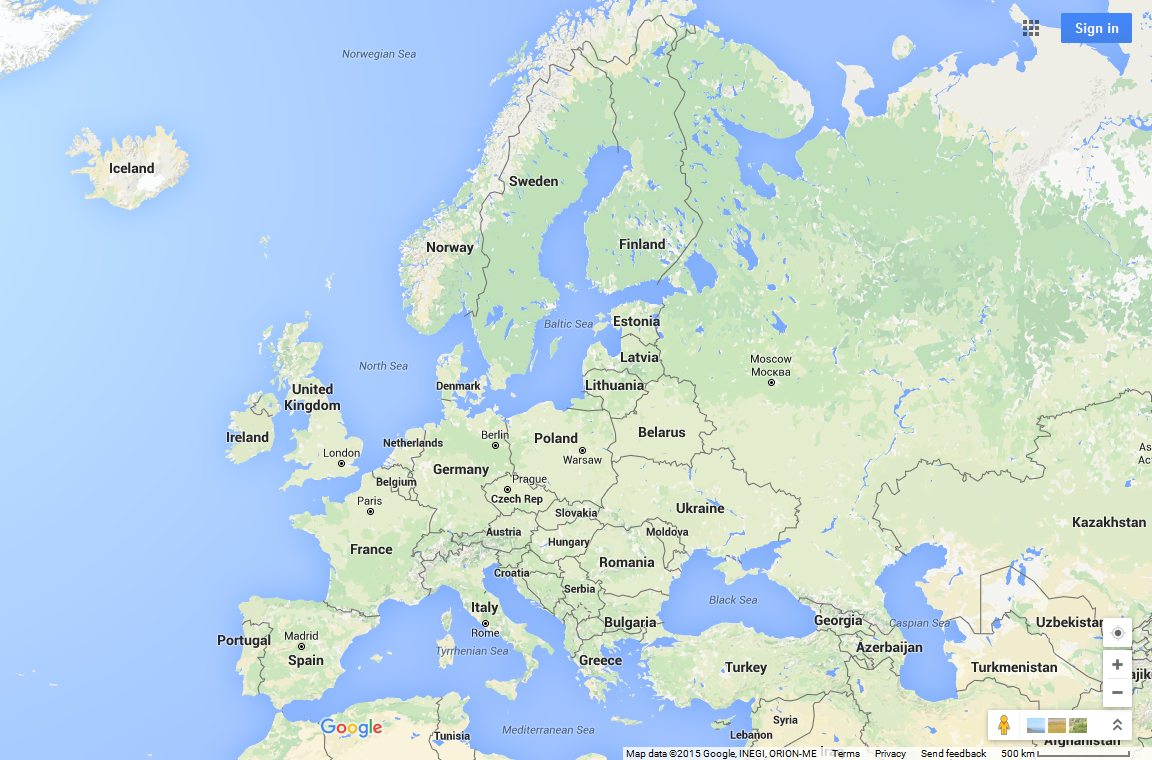 Sign in
Norwegian Sea
Iceland
Sweden
Norway
Finland
Baltic Sea
Estonia
North Sea
Latvia
Moscow
Москва
Denmark
Lithuania
United
Kingdom
Ireland
Netherlands
Berlin
Poland
Belarus
London
Warsaw
Germany
Belgium
Prague
Czech Rep
Paris
Slovakia
Ukraine
Kazakhstan
Austria
Hungary
Moldova
France
Romania
Croatia
Serbia
Black Sea
Italy
Rome
Bulgaria
Georgia
Caspian Sea
Uzbekistan
Portugal
Madrid
Spain
Tyrrhenian Sea
Greece
Turkey
Azerbaijan
Turkmenistan
Google
Tunisia
Mediterranean Sea
Syria
Lebanon
Afghanistan
Map data ©2015 Google, INEGI, ORION-ME
Terms
Privacy
Send feedback
500 km